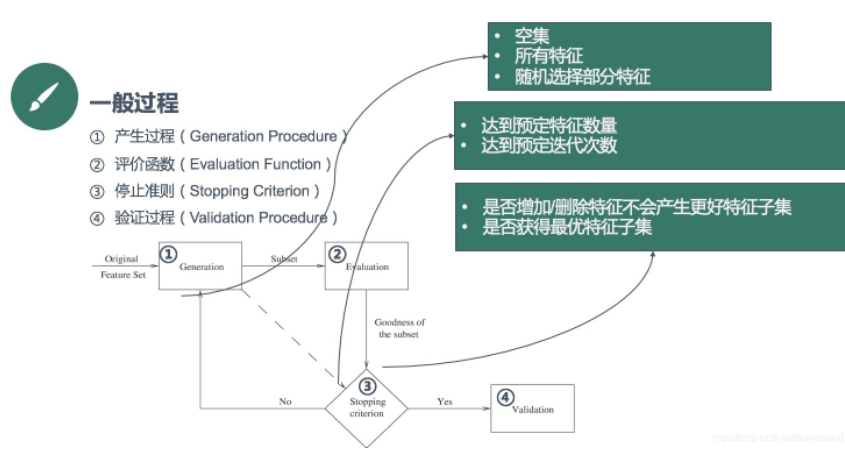 空集
所有特征
随机选择部分特征
一般过程
① 产生过程（Generation Procedure）
② 评价函数（Evaluation Function）
③ 停止准则（Stopping Criterion）
④ 验证过程（Validation Procedure）
达到预定特征数量
达到预定迭代次数
是否增加/删除特征不会产生更好特征子集
是否获得最优特征子集
Original
Feature Set
①
Generation
Subset
②
Evaluation
Goodness of
the subset
③
Stopping
criterion
No
Yes
④
Validation